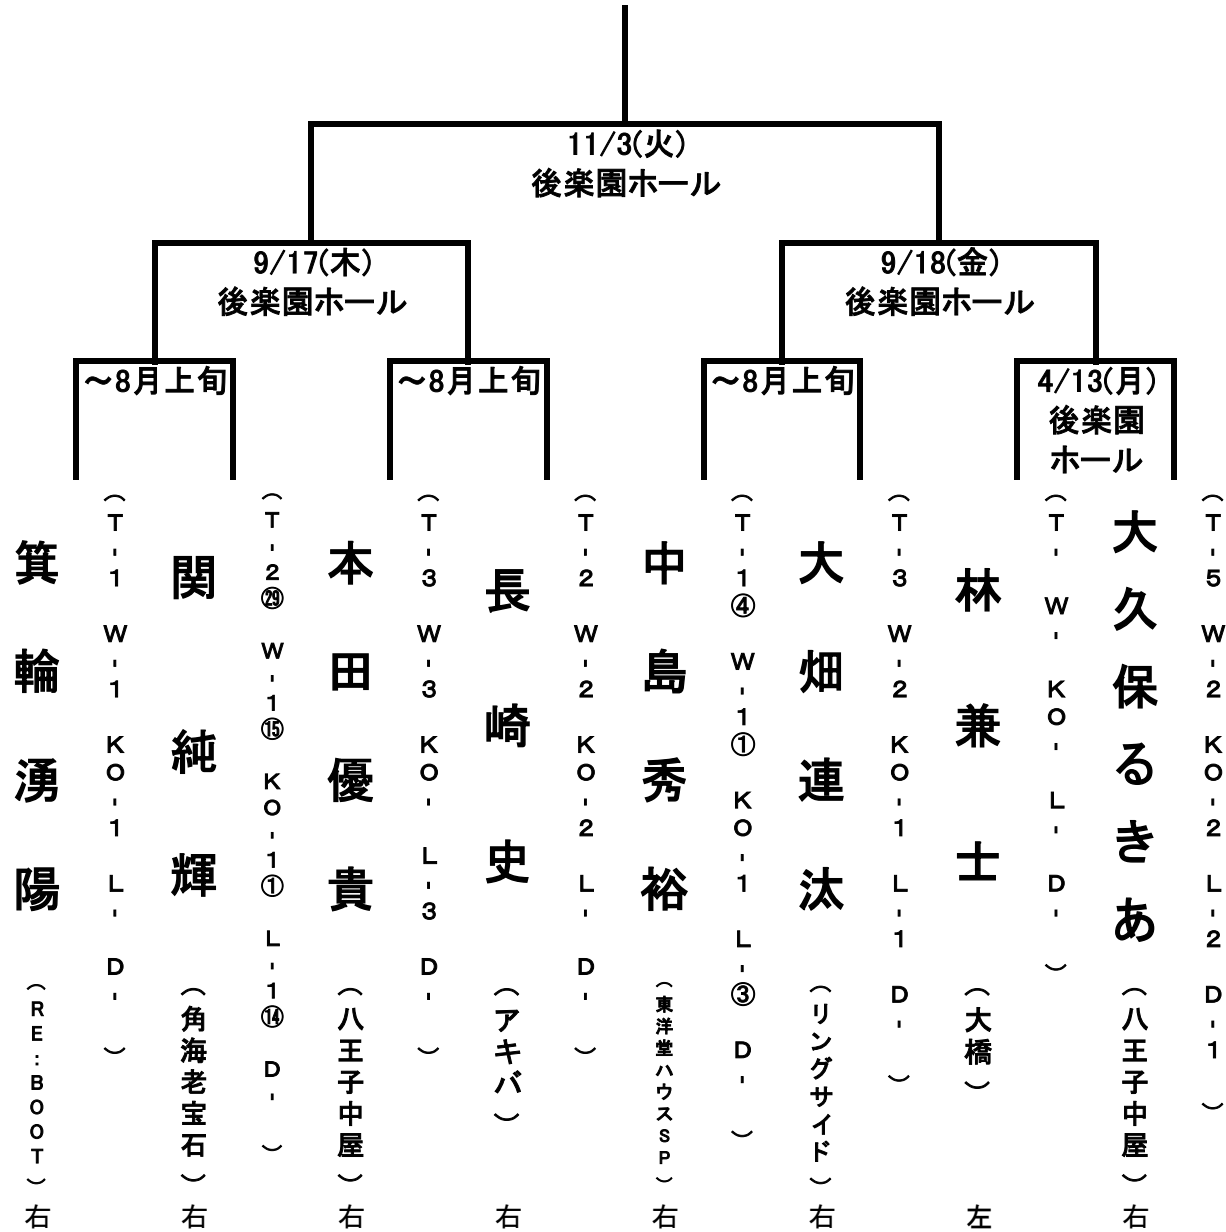 11/3(火)
後楽園ホール
9/17(木)
後楽園ホール
9/18(金)
後楽園ホール
～8月上旬
～8月上旬
～8月上旬
4/13(月)
後楽園
ホール
箕輪湧陽
(RE:BOOT)右
(T-1 W-1 KO-1 L- D- )
関純輝
(角海老宝石)右
(T-2㉙ W-1⑮ KO-1① L-1⑭ D- )
本田優貴
(八王子中屋)右
(T-3 W-3 KO- L-3 D- )
長崎史
(アキバ)右
(T-2 W-2 KO-2 L- D- )
中島秀裕
(東洋堂ハウスSP)右
(T-1④ W-1① KO-1 L-③ D- )
大畑連汰
(リングサイド)右
(T-3 W-2 KO-1 L-1 D- )
林兼士
(大橋)左
(T- W- KO- L- D- )
大久保るきあ
(八王子中屋)右
(T-5 W-2 KO-2 L-2 D-1 )